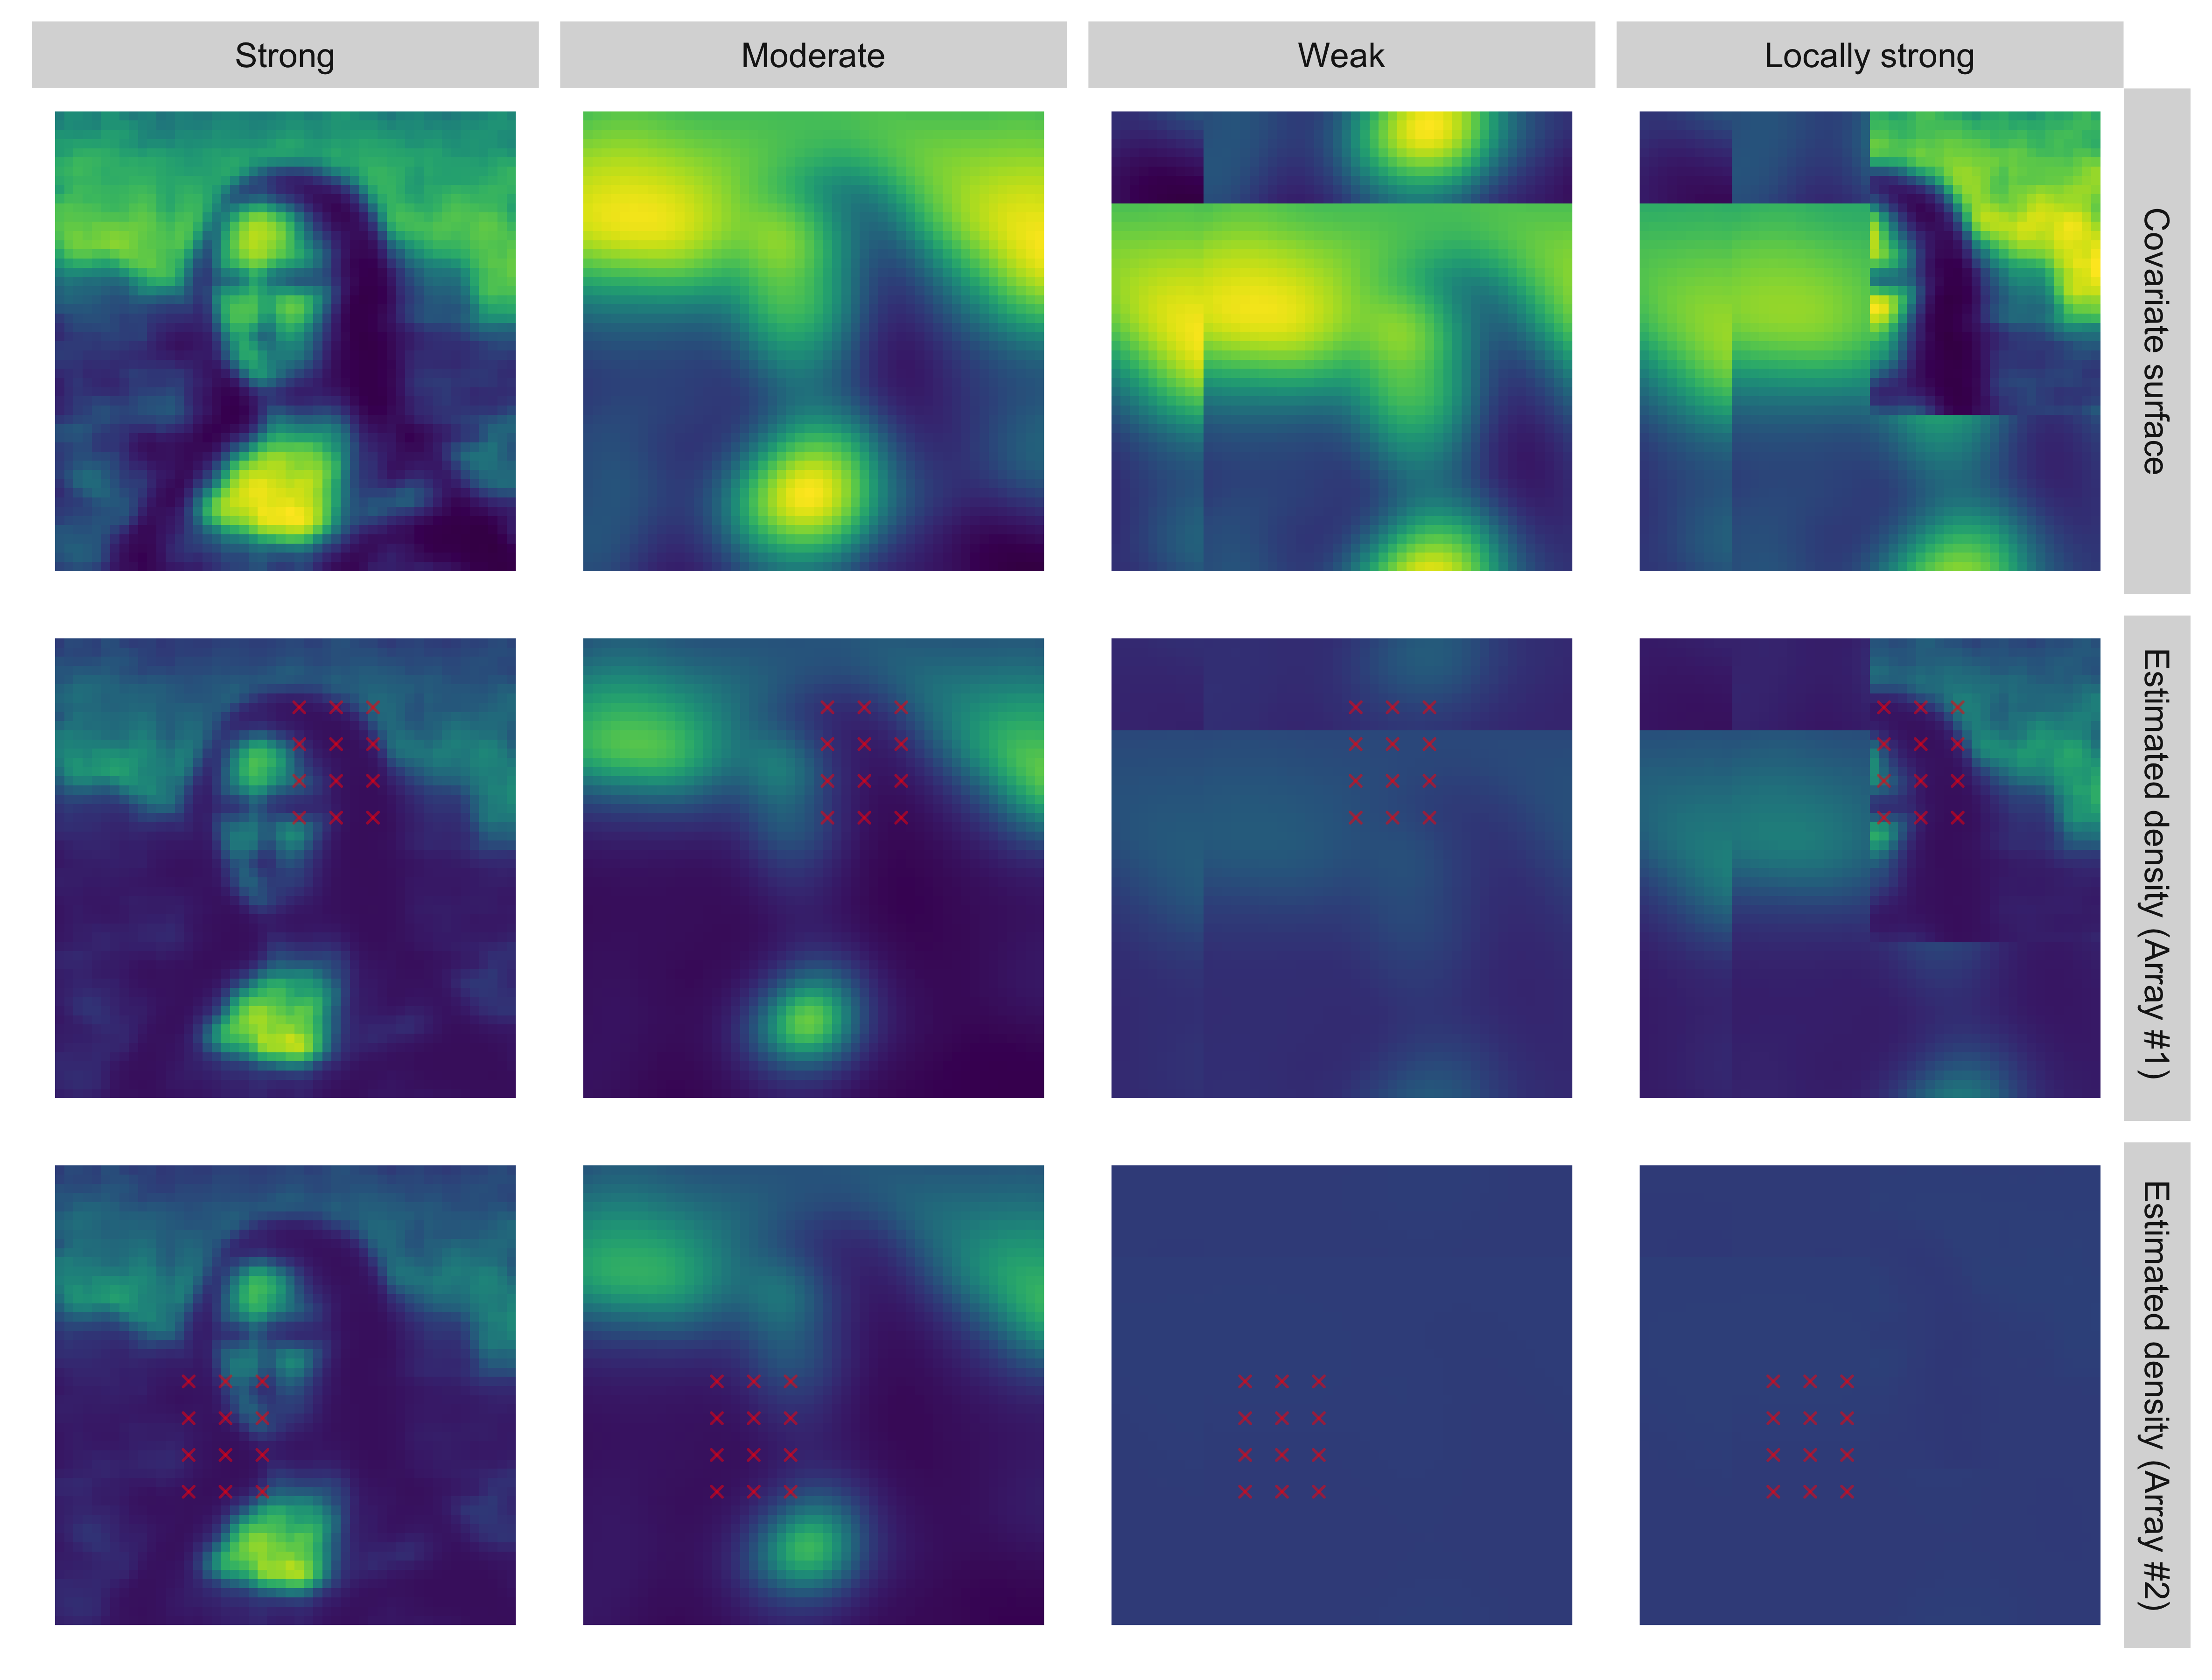 Strong
Moderate
Weak
Locally strong
Covariate surface
Estimated density (Array #1)
Estimated density (Array #2)